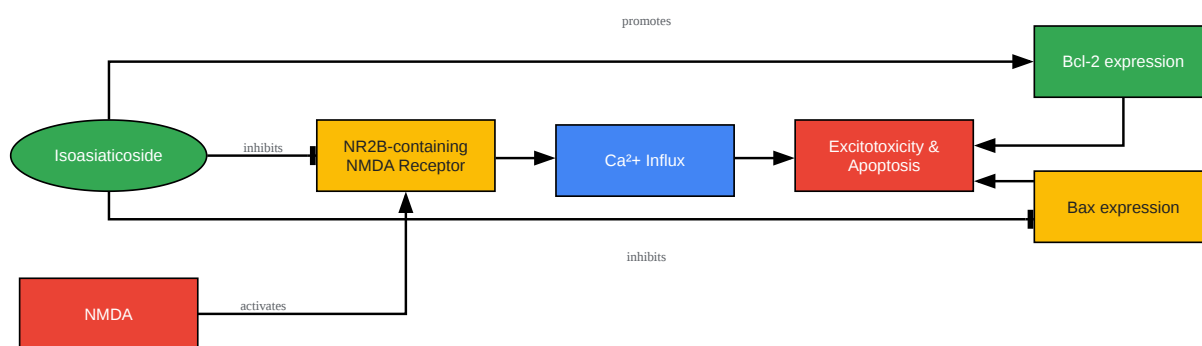 promotes
Bcl-2 expression
Isoasiaticoside
inhibits
NR2B-containing
NMDA Receptor
Ca²+ Influx
Excitotoxicity &
Apoptosis
Bax expression
inhibits
NMDA
activates